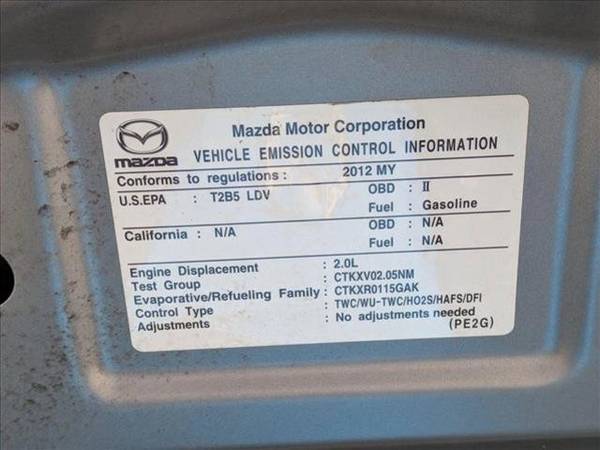 mazda
Mazda Motor Corporation
VEHICLE EMISSION CONTROL INFORMATION
Conforms to regulations : 2012 MY
U.S.EPA : T2B5 LDV OBD : II
Fuel : Gasoline
California : N/A OBD : N/A
Fuel : N/A
Engine Displacement : 2.0L
Test Group : CTKXV02.05NM
Evaporative/Refueling Family : CTKXR0115GAK
Control Type : TWC/WU-TWC/HO2S/HAFS/DFI
Adjustments : No adjustments needed
(PE2G)